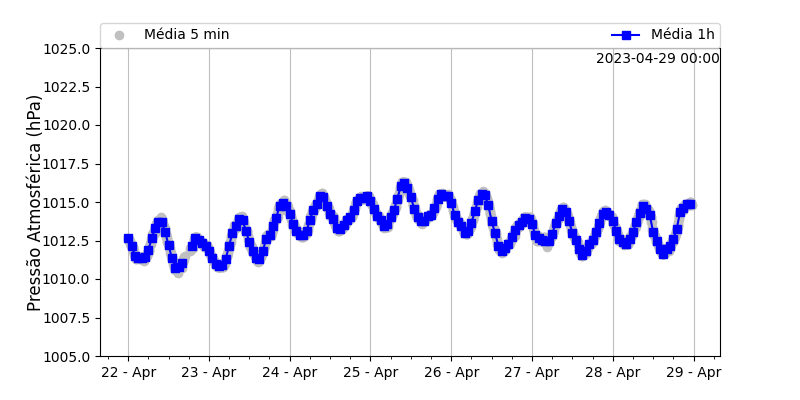 Média 5 min
Média 1h
2023-04-29 00:00
Pressão Atmosférica (hPa)
1025.0
1022.5
1020.0
1017.5
1015.0
1012.5
1010.0
1007.5
1005.0
22 - Apr
23 - Apr
24 - Apr
25 - Apr
26 - Apr
27 - Apr
28 - Apr
29 - Apr